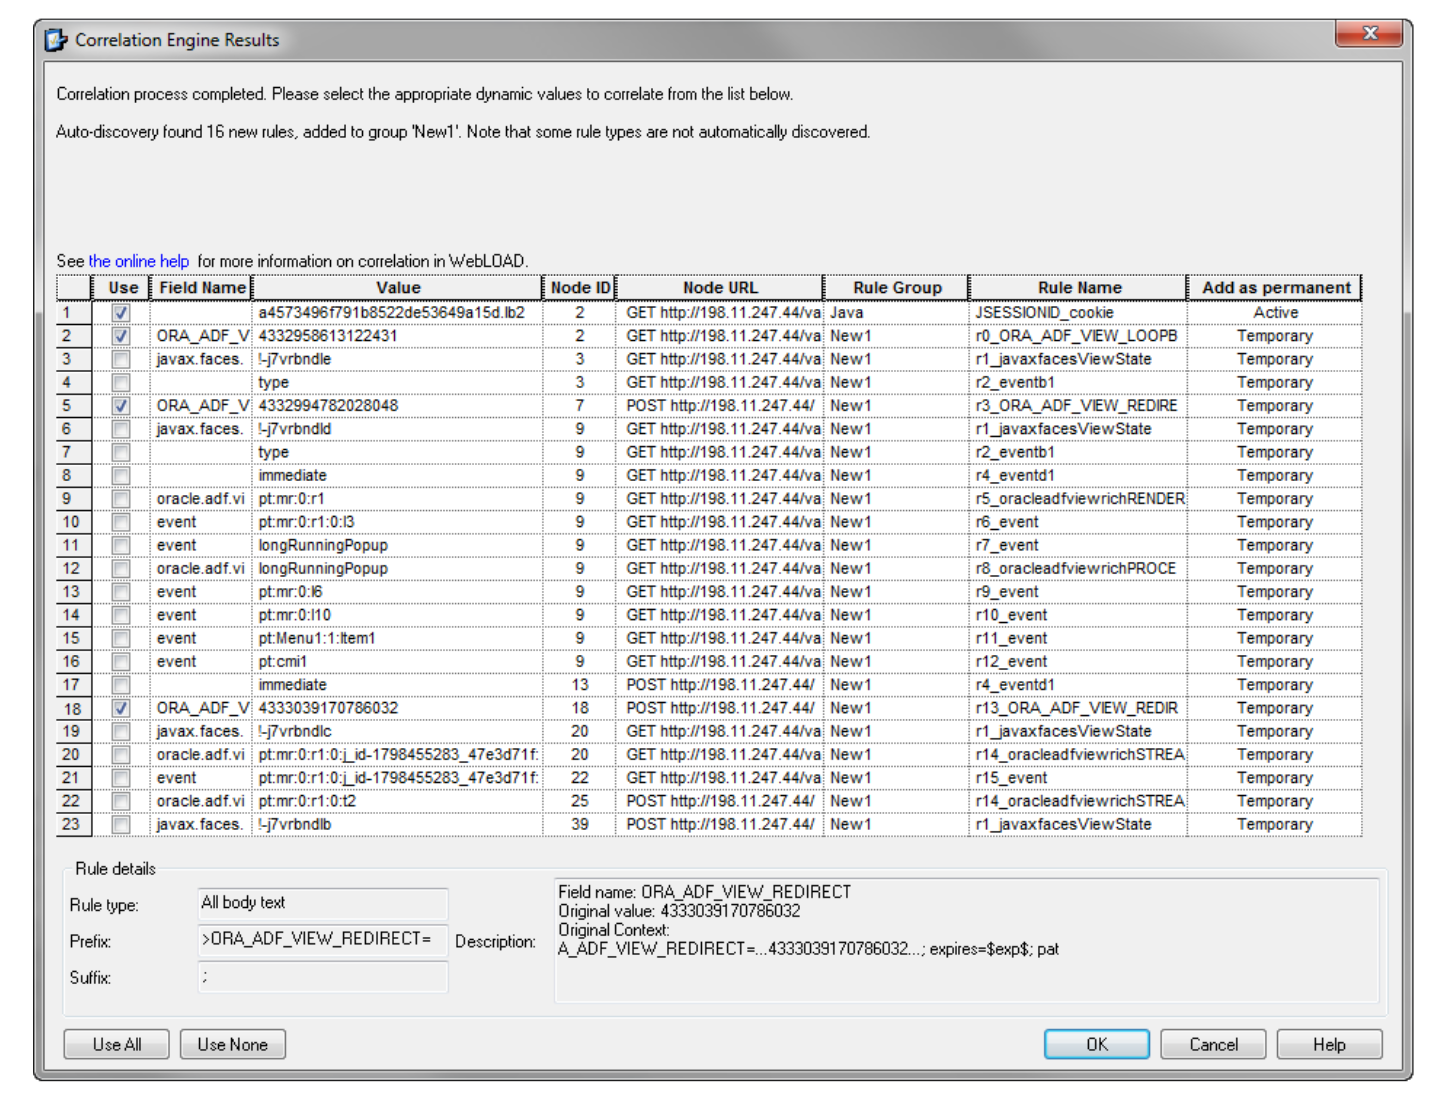 Correlation Engine Results
Correlation process completed. Please select the appropriate dynamic values to correlate from the list below.
Auto-discovery found 16 new rules, added to group 'New1'. Note that some rule types are not automatically discovered.
See the online help for more information on correlation in WebLOAD.
Use Field Name Value Node ID Node URL Rule Group Rule Name Add as permanent
1 a4573496f791b8522de53649a15d.lb2 2 GET http://198.11.247.44/va Java JSESSIONID_cookie Active
2 ORA_ADF_V 4332958613122431 2 GET http://198.11.247.44/va New1 r0_ORA_ADF_VIEW_LOOPB Temporary
3 javax.faces. !-j7vrbndle 3 GET http://198.11.247.44/va New1 r1_javaxfacesViewState Temporary
4 type 3 GET http://198.11.247.44/va New1 r2_eventb1 Temporary
5 ORA_ADF_V 4332994782028048 7 POST http://198.11.247.44/ New1 r3_ORA_ADF_VIEW_REDIRE Temporary
6 javax.faces. !-j7vrbndld 9 GET http://198.11.247.44/va New1 r1_javaxfacesViewState Temporary
7 type 9 GET http://198.11.247.44/va New1 r2_eventb1 Temporary
8 immediate 9 GET http://198.11.247.44/va New1 r4_eventd1 Temporary
9 oracle.adf.vi pt:mr:0:r1 9 GET http://198.11.247.44/va New1 r5_oracleadfviewrichRENDER Temporary
10 event pt:mr:0:r1:0:l3 9 GET http://198.11.247.44/va New1 r6_event Temporary
11 event longRunningPopup 9 GET http://198.11.247.44/va New1 r7_event Temporary
12 oracle.adf.vi longRunningPopup 9 GET http://198.11.247.44/va New1 r8_oracleadfviewrichPROCE Temporary
13 event pt:mr:0:l6 9 GET http://198.11.247.44/va New1 r9_event Temporary
14 event pt:mr:0:l10 9 GET http://198.11.247.44/va New1 r10_event Temporary
15 event pt:Menu1:1:Item1 9 GET http://198.11.247.44/va New1 r11_event Temporary
16 event pt:cmi1 9 GET http://198.11.247.44/va New1 r12_event Temporary
17 immediate 13 POST http://198.11.247.44/ New1 r4_eventd1 Temporary
18 ORA_ADF_V 4333039170786032 18 POST http://198.11.247.44/ New1 r13_ORA_ADF_VIEW_REDIR Temporary
19 javax.faces. !-j7vrbndlc 20 GET http://198.11.247.44/va New1 r1_javaxfacesViewState Temporary
20 oracle.adf.vi pt:mr:0:r1:0:j_id-1798455283_47e3d71f: 20 GET http://198.11.247.44/va New1 r14_oracleadfviewrichSTREA Temporary
21 event pt:mr:0:r1:0:j_id-1798455283_47e3d71f: 22 GET http://198.11.247.44/va New1 r15_event Temporary
22 oracle.adf.vi pt:mr:0:r1:0:t2 25 POST http://198.11.247.44/ New1 r14_oracleadfviewrichSTREA Temporary
23 javax.faces. !-j7vrbndlb 39 POST http://198.11.247.44/ New1 r1_javaxfacesViewState Temporary
Rule details
Rule type: All body text
Prefix: >ORA_ADF_VIEW_REDIRECT=
Suffix: ;
Description:
Field name: ORA_ADF_VIEW_REDIRECT
Original value: 4333039170786032
Original Context:
A_ADF_VIEW_REDIRECT=...4333039170786032...; expires=$exp$; pat
Use All Use None OK Cancel Help